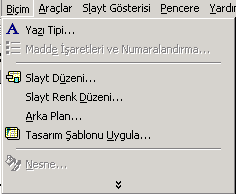 Biçim Araçlar Slayt Gösterisi Pencere Yardı
Yazı Tipi...
Madde İşaretleri ve Numaralandırma...
Slayt Düzeni...
Slayt Renk Düzeni...
Arka Plan...
Tasarım Şablonu Uygula...
Nesne...